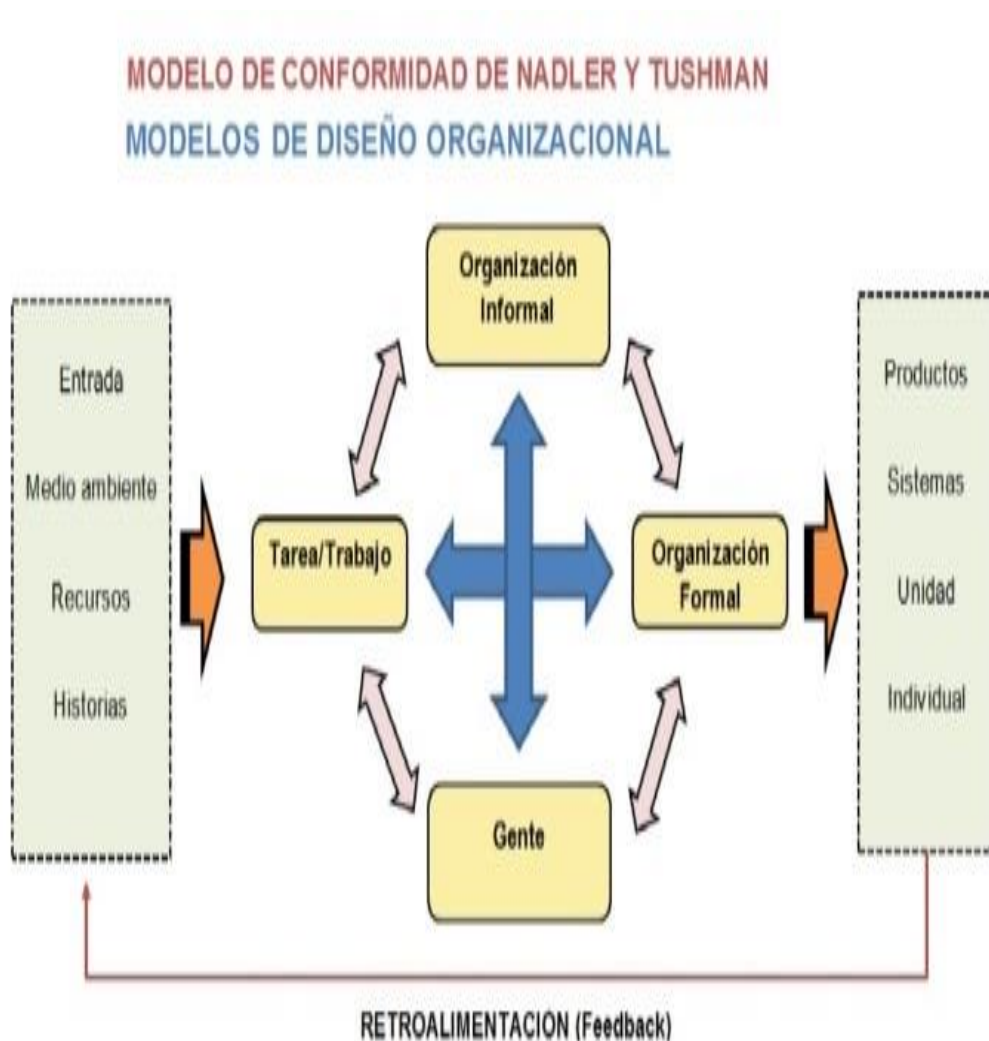 MODELO DE CONFORMIDAD DE NADLER Y TUSHMAN
MODELOS DE DISEÑO ORGANIZACIONAL
Organización
Informal
Entrada
Medio ambiente
Recursos
Historias
Tarea/Trabajo
Organización
Formal
Gente
Productos
Sistemas
Unidad
Individual
RETROALIMENTACIÓN (Feedback)